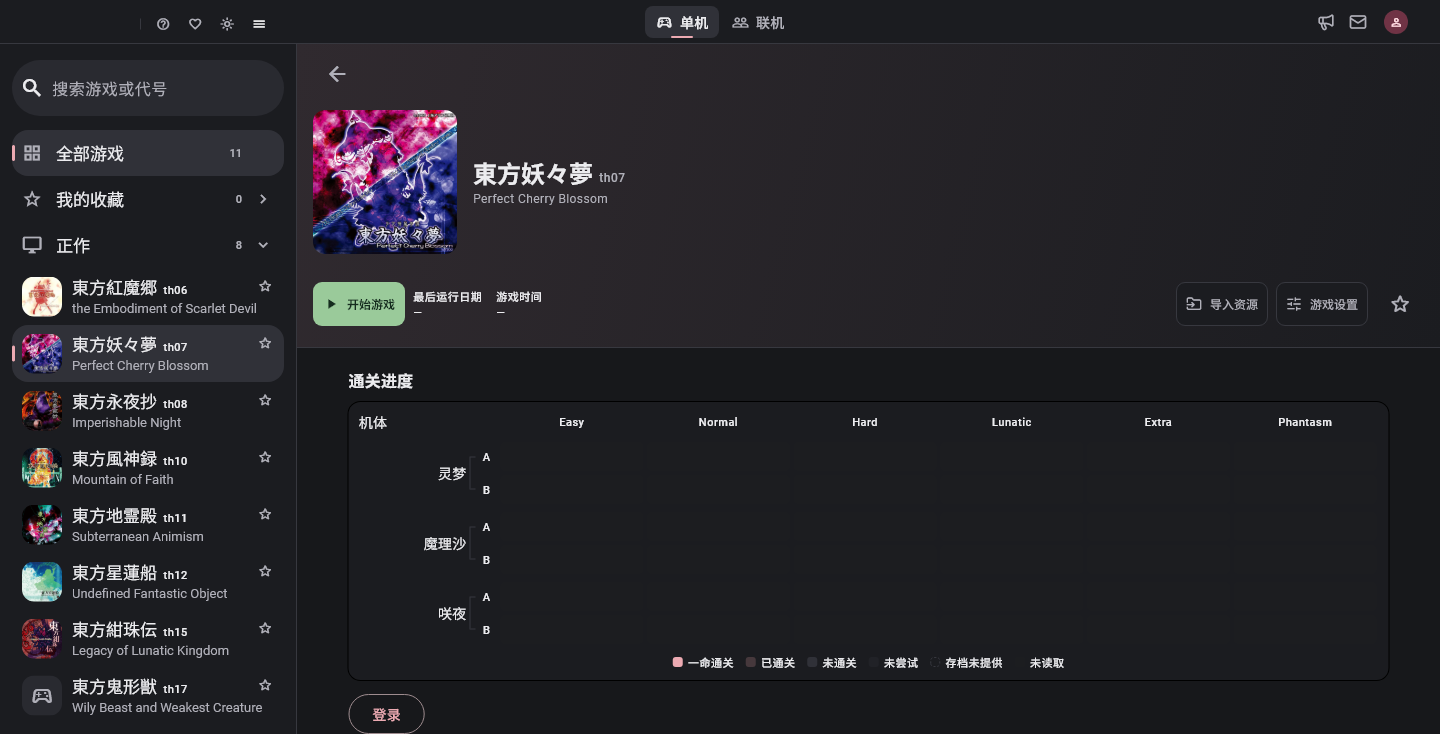 单机
联机
搜索游戏或代号
全部游戏 11
我的收藏 0
正作 8
東方紅魔郷 th06
the Embodiment of Scarlet Devil
東方妖々夢 th07
Perfect Cherry Blossom
東方永夜抄 th08
Imperishable Night
東方風神録 th10
Mountain of Faith
東方地霊殿 th11
Subterranean Animism
東方星蓮船 th12
Undefined Fantastic Object
東方紺珠伝 th15
Legacy of Lunatic Kingdom
東方鬼形獣 th17
Wily Beast and Weakest Creature
東方妖々夢
Perfect Cherry Blossom
東方妖々夢 th07
Perfect Cherry Blossom
开始游戏
最后运行日期
–
游戏时间
–
导入资源
游戏设置
通关进度
机体 Easy Normal Hard Lunatic Extra Phantasm
灵梦 A
B
魔理沙 A
B
咲夜 A
B
一命通关 已通关 未通关 未尝试 存档未提供 未读取
登录